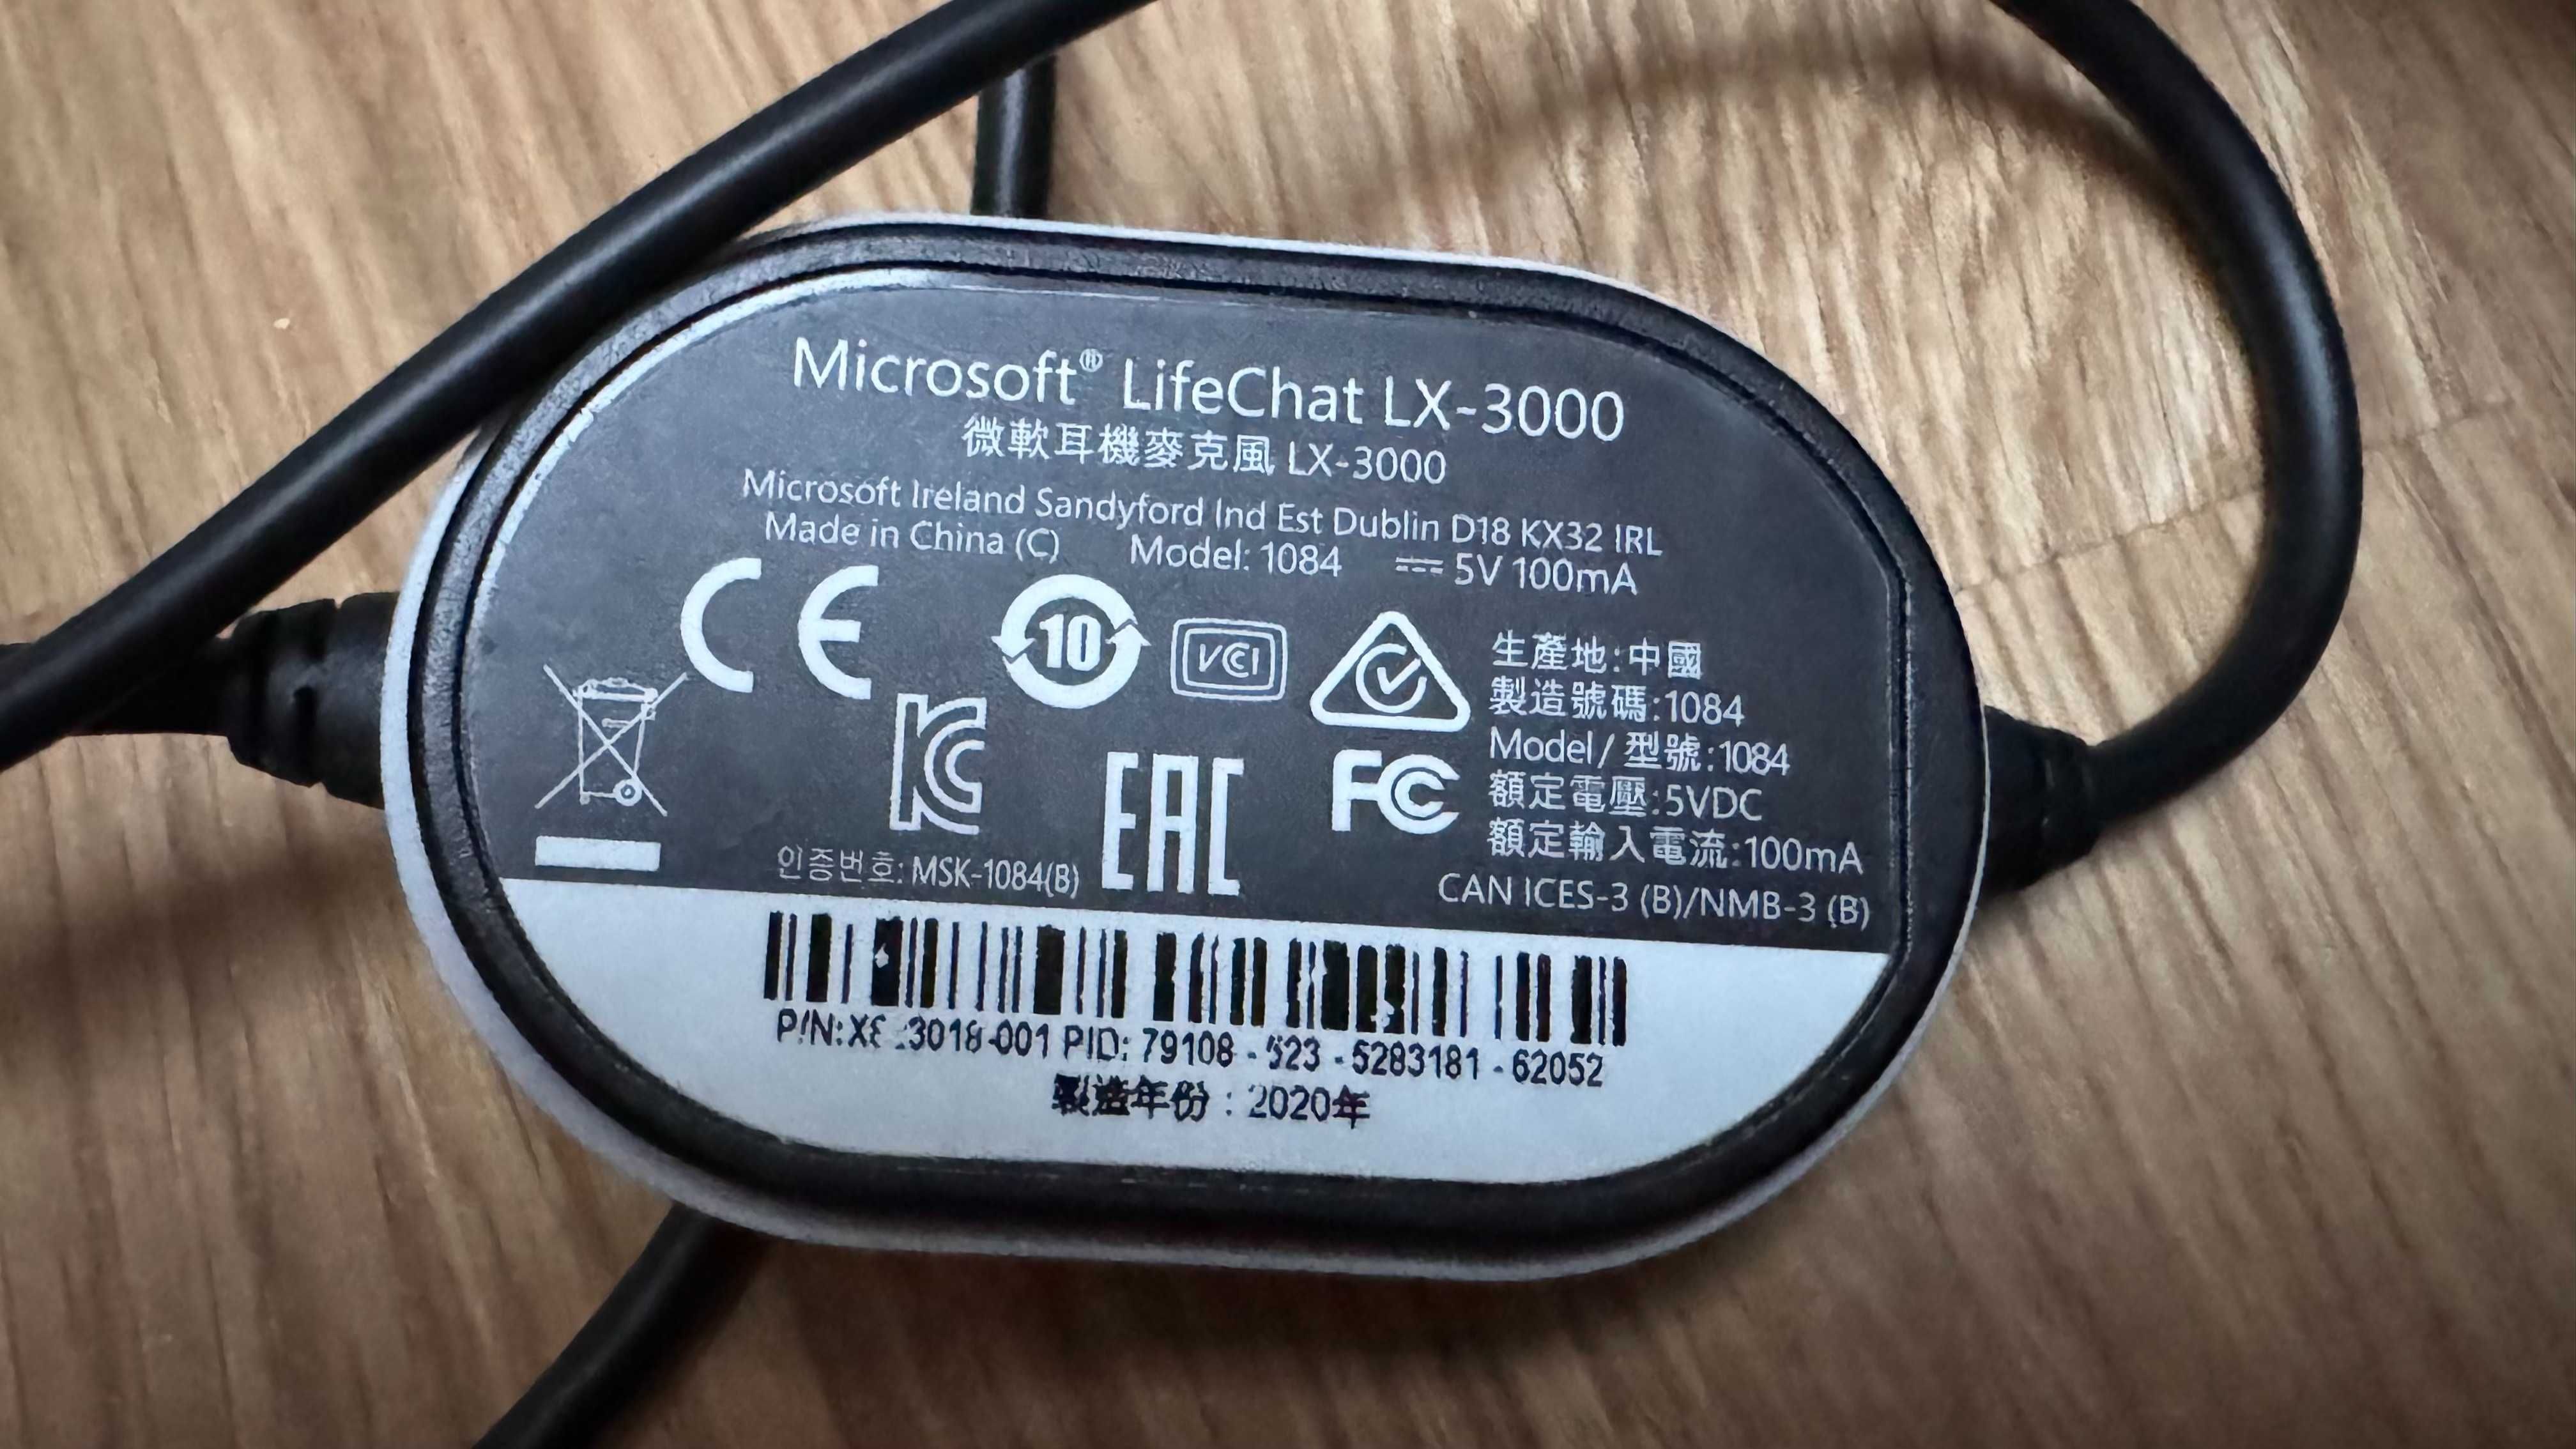 Microsoft® LifeChat LX-3000
微軟耳機麥克風 LX-3000
Microsoft Ireland Sandyford Ind Est Dublin D18 KX32 IRL
Made in China (C) Model: 1084 ⎓ 5V 100mA
CE
10
VCCI
KC
EAC
FC
生產地:中國
製造號碼:1084
Model/ 型號:1084
額定電壓:5VDC
額定輸入電流:100mA
인증번호: MSK-1084(B)
CAN ICES-3 (B)/NMB-3 (B)
P/N: PID: 79108 - 523 - 5283181 - 62052
製造年份 : 2020年